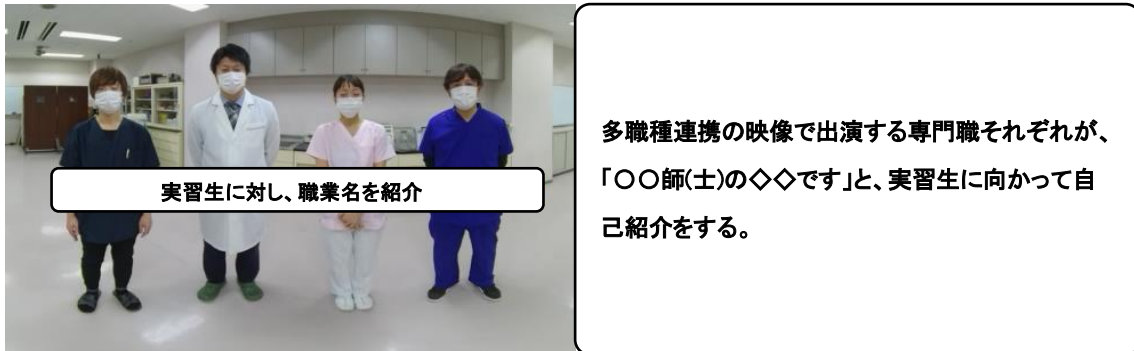 実習生に対し、職業名を紹介
多職種連携の映像で出演する専門職それぞれが、
「〇〇師(士)の◇◇です」と、実習生に向かって自
己紹介をする。